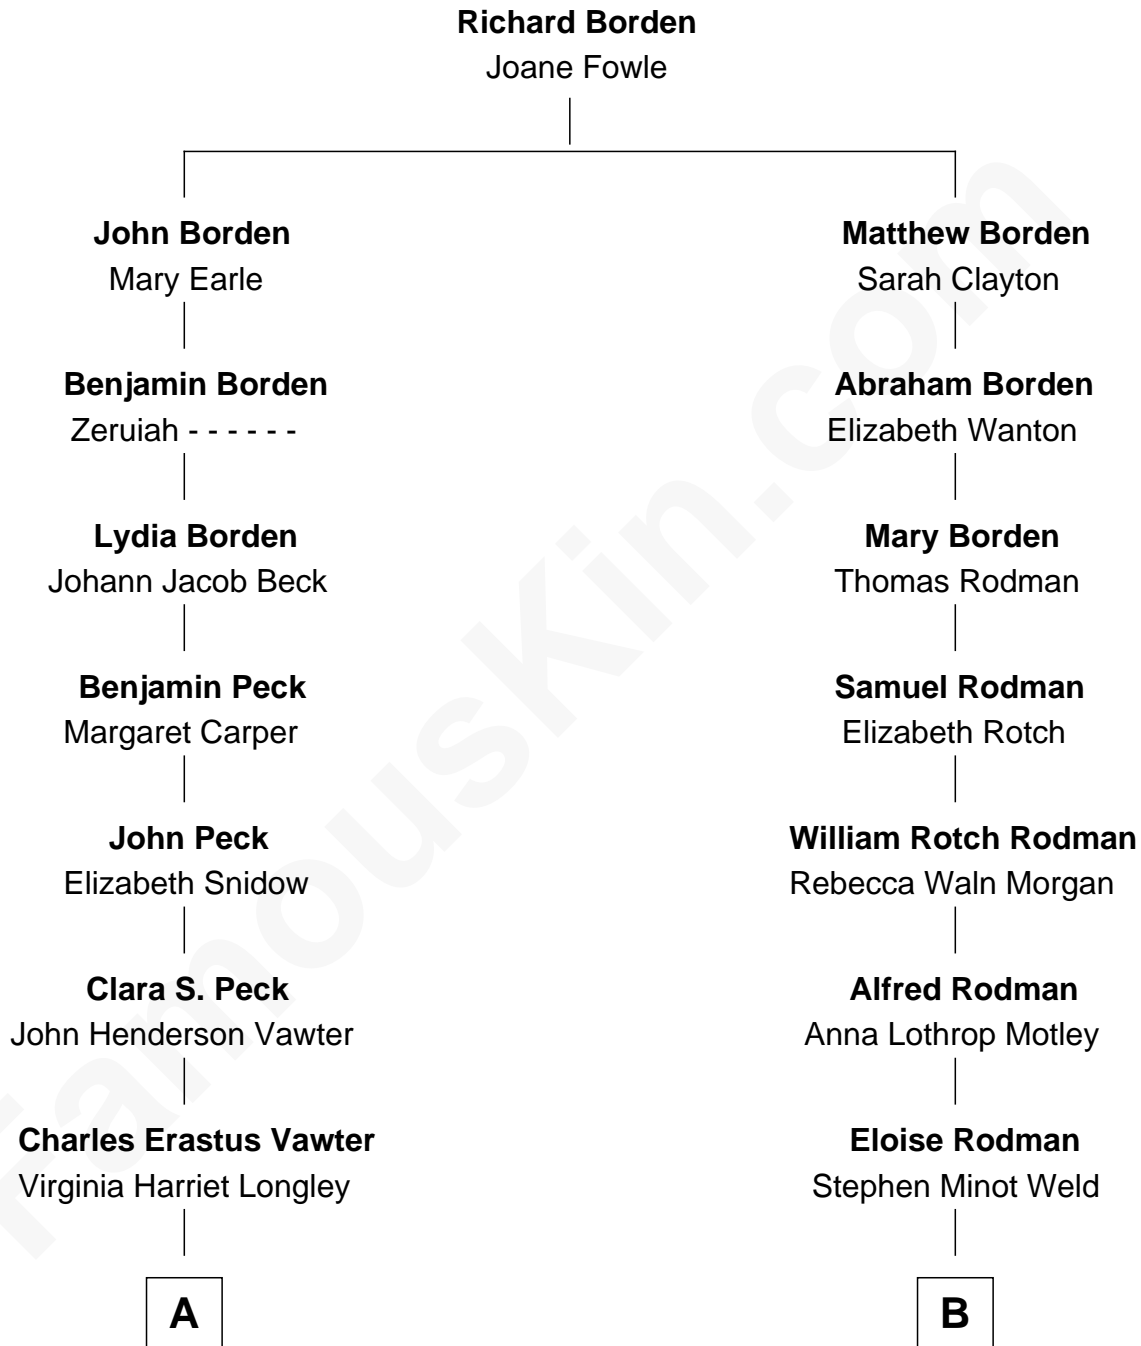 Richard Borden
Joane Fowle
John Borden
Mary Earle
Matthew Borden
Sarah Clayton
Benjamin Borden
Zeruiah - - - - - -
Abraham Borden
Elizabeth Wanton
Lydia Borden
Johann Jacob Beck
Mary Borden
Thomas Rodman
Benjamin Peck
Margaret Carper
Samuel Rodman
Elizabeth Rotch
John Peck
Elizabeth Snidow
William Rotch Rodman
Rebecca Waln Morgan
Clara S. Peck
John Henderson Vawter
Alfred Rodman
Anna Lothrop Motley
Charles Erastus Vawter
Virginia Harriet Longley
Eloise Rodman
Stephen Minot Weld
A
B
FamousKin.com